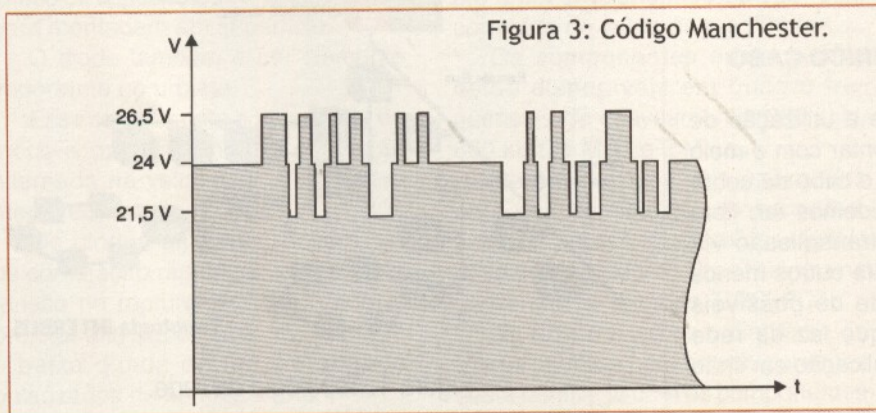 Figura 3: Código Manchester.
V
26,5 V
24 V
21,5 V
t